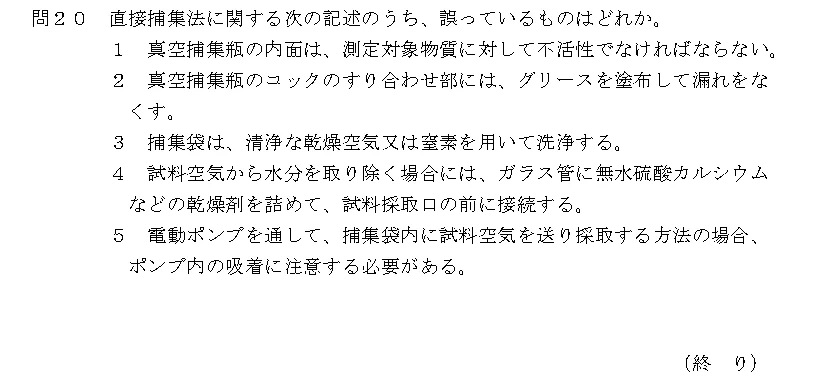 問２０　直接捕集法に関する次の記述のうち、誤っているものはどれか。
１　真空捕集瓶の内面は、測定対象物質に対して不活性でなければならない。
２　真空捕集瓶のコックのすり合わせ部には、グリースを塗布して漏れをな
くす。
３　捕集袋は、清浄な乾燥空気又は窒素を用いて洗浄する。
４　試料空気から水分を取り除く場合には、ガラス管に無水硫酸カルシウム
などの乾燥剤を詰めて、試料採取口の前に接続する。
５　電動ポンプを通して、捕集袋内に試料空気を送り採取する方法の場合、
ポンプ内の吸着に注意する必要がある。
（終　り）